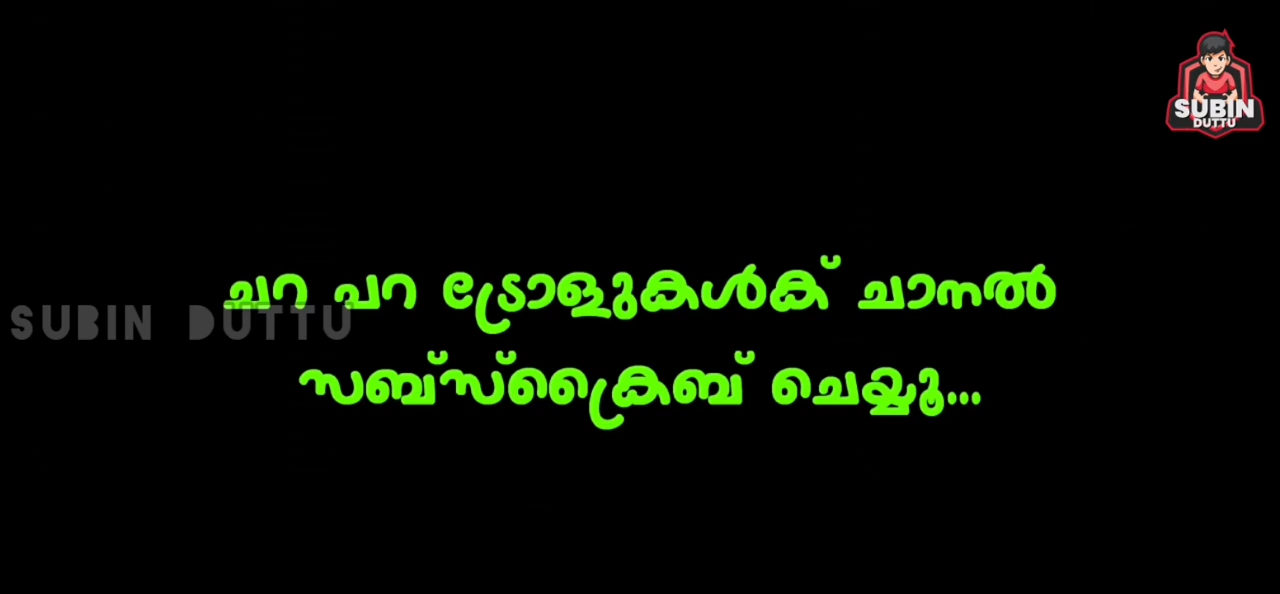 SUBIN
DUTTU
ചറ പറ ട്രോളുകൾക് ചാനൽ
SUBIN DUTTU
സബ്സ്ക്രൈബ് ചെയ്യൂ...